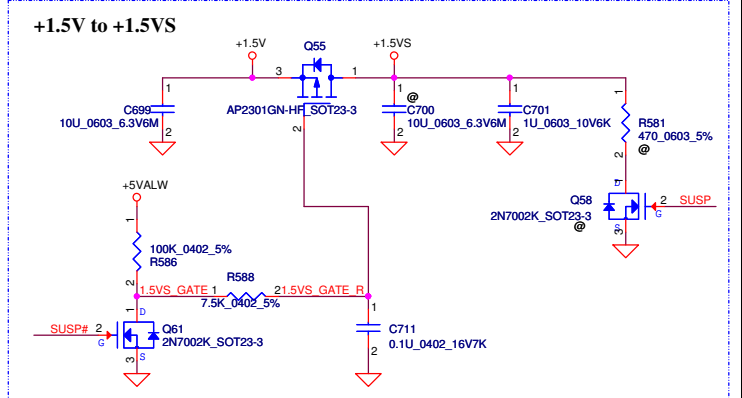 +1.5V to +1.5VS
+1.5V
Q55
+1.5VS
3
1
AP2301GN-HF_SOT23-3
2
1
C699
10U_0603_6.3V6M
2
1
@
C700
10U_0603_6.3V6M
2
1
C701
1U_0603_10V6K
2
1
R581
470_0603_5%
@
2
+5VALW
1
100K_0402_5%
R586
2
Q58
2N7002K_SOT23-3
@
1
D
2
SUSP
G
S
3
1.5VS_GATE
1
R588
2
1.5VS_GATE_R
7.5K_0402_5%
SUSP#
2
G
1
D
Q61
2N7002K_SOT23-3
3
S
1
C711
0.1U_0402_16V7K
2